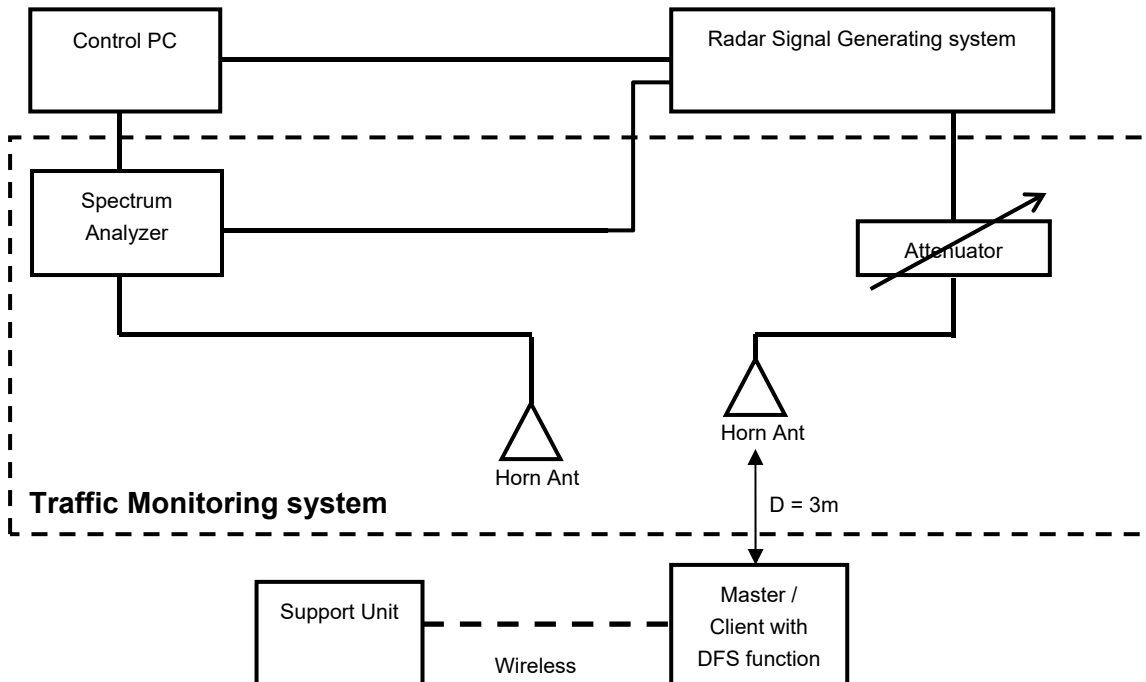 Control PC
Radar Signal Generating system
Spectrum
Analyzer
Attenuator
Horn Ant
Horn Ant
Traffic Monitoring system
D = 3m
Support Unit
Wireless
Master /
Client with
DFS function